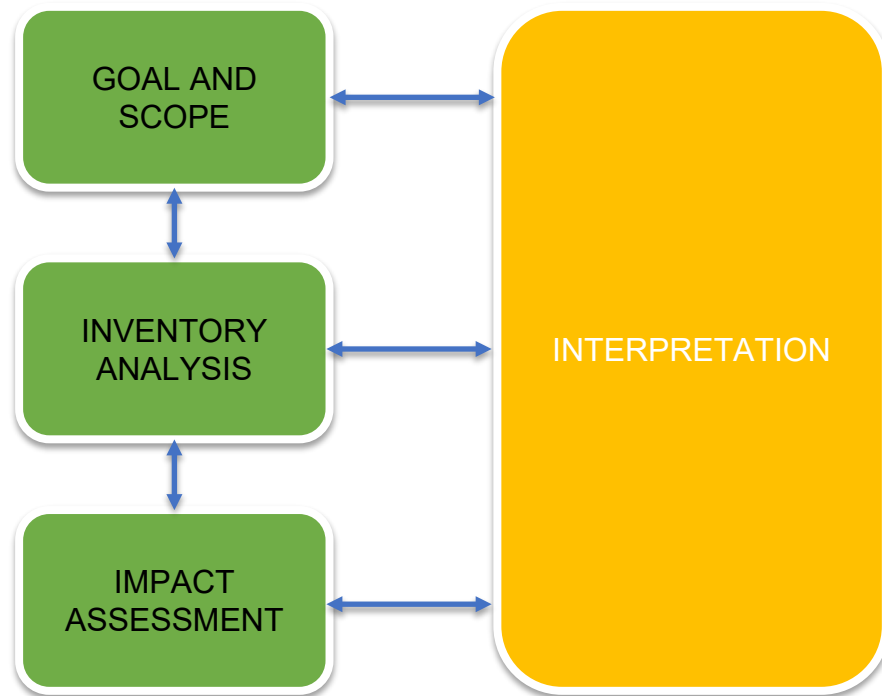 GOAL AND
SCOPE
INVENTORY
ANALYSIS
INTERPRETATION
IMPACT
ASSESSMENT